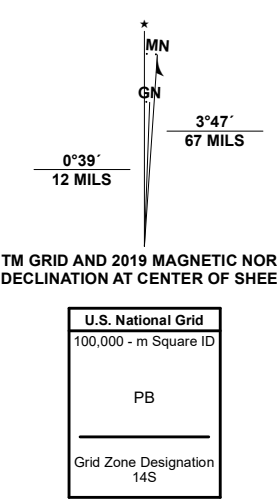 ★
MN
GN
3°47´
67 MILS
0°39´
12 MILS
TM GRID AND 2019 MAGNETIC NOR
DECLINATION AT CENTER OF SHEE
U.S. National Grid
100,000 - m Square ID
PB
Grid Zone Designation
14S